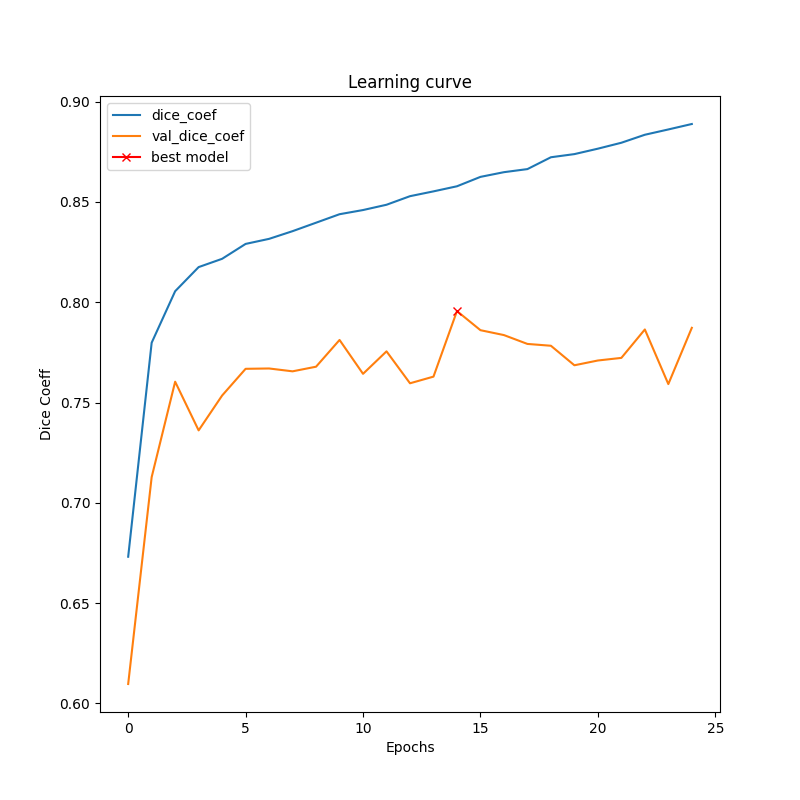 Learning curve
dice_coef
val_dice_coef
best model
0.90
0.85
0.80
0.75
0.70
0.65
0.60
Dice Coeff
0 5 10 15 20 25
Epochs